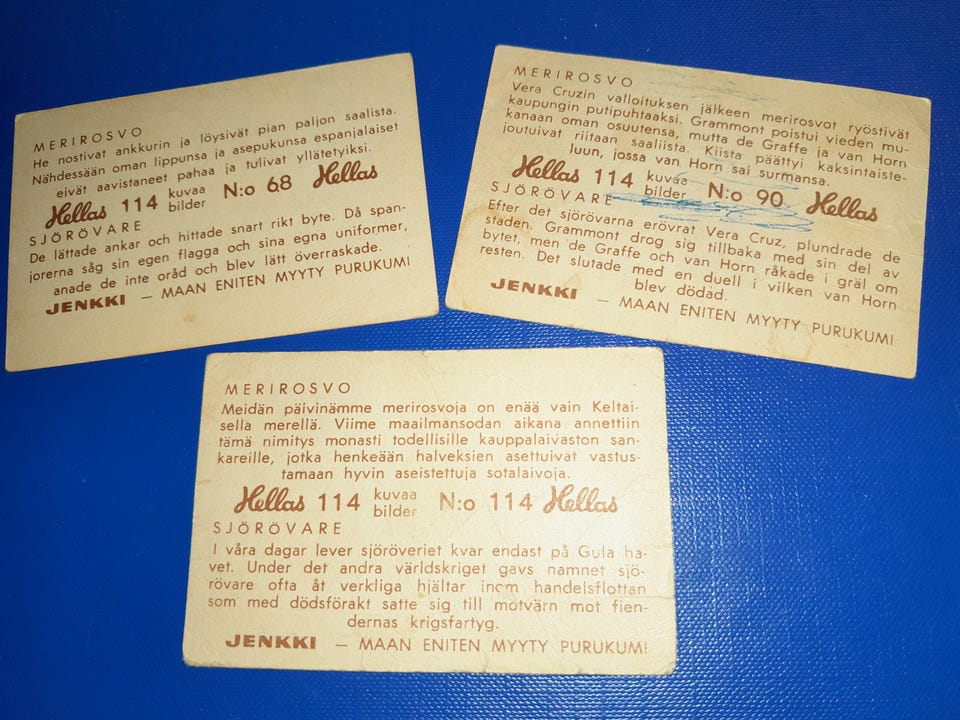 MERIROSVO
He nostivat ankkurin ja löysivät pian paljon saalista.
Nähdessään oman lippunsa ja asepukunsa espanjalaiset
eivät aavistaneet pahaa ja tulivat yllätetyiksi.
Hellas 114 kuvaa bilder N:o 68 Hellas
SJÖRÖVARE
De lättade ankar och hittade snart rikt byte. Då span-
jorerna såg sin egen flagga och sina egna uniformer,
anade de inte oråd och blev lätt överraskade.
JENKKI — MAAN ENITEN MYYTY PURUKUMI
MERIROSVO
Vera Cruzin valloituksen jälkeen merirosvot ryöstivät
kaupungin putipuhtaaksi. Grammont poistui vieden mu-
kanaan oman osuutensa, mutta de Graffe ja van Horn
joutuivat riitaan saaliista. Kiista päättyi kaksintaiste-
luun, jossa van Horn sai surmansa.
Hellas 114 kuvaa bilder N:o 90 Hellas
SJÖRÖVARE
Efter det sjörövarna erövrat Vera Cruz, plundrade de
staden. Grammont drog sig tillbaka med sin del av
bytet, men de Graffe och van Horn råkade i gräl om
resten. Det slutade med en duell i vilken van Horn
blev dödad.
JENKKI — MAAN ENITEN MYYTY PURUKUMI
MERIROSVO
Meidän päivinämme merirosvoja on enää vain Keltai-
sella merellä. Viime maailmansodan aikana annettiin
tämä nimitys monasti todellisille kauppalaivaston san-
kareille, jotka henkeään halveksien asettuivat vastus-
tamaan hyvin aseistettuja sotalaivoja.
Hellas 114 kuvaa bilder N:o 114 Hellas
SJÖRÖVARE
I våra dagar lever sjöröveriet kvar endast på Gula ha-
vet. Under det andra världskriget gavs namnet sjö-
rövare ofta åt verkliga hjältar inom handelsflottan
som med dödsförakt satte sig till motvärn mot fien-
dernas krigsfartyg.
JENKKI — MAAN ENITEN MYYTY PURUKUMI